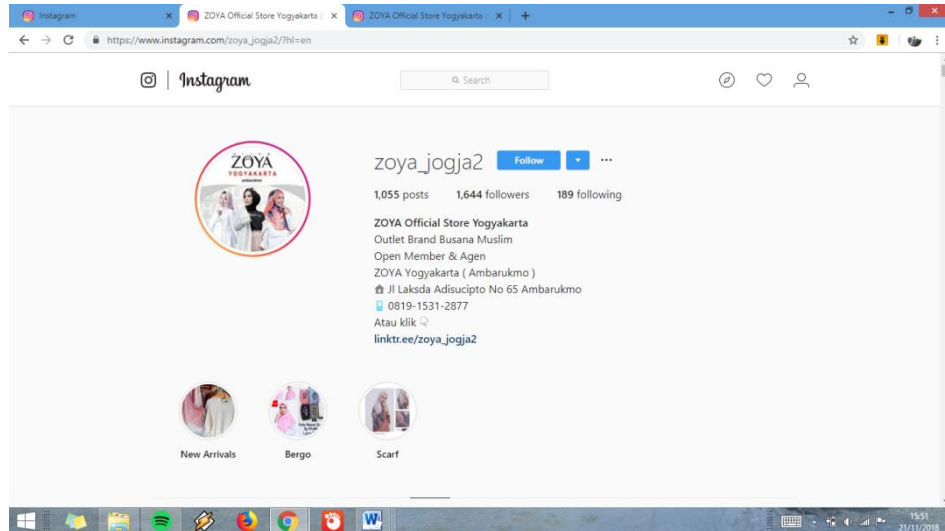 Instagram
ZOYA Official Store Yogyakarta
ZOYA Official Store Yogyakarta
https://www.instagram.com/zoya_jogja2/?hl=en
Instagram
Search
ZOYA
YOGYAKARTA
ambarukmo
zoya_jogja2 Follow
1,055 posts 1,644 followers 189 following
ZOYA Official Store Yogyakarta
Outlet Brand Busana Muslim
Open Member & Agen
ZOYA Yogyakarta ( Ambarukmo )
Jl Laksda Adisucipto No 65 Ambarukmo
0819-1531-2877
Atau klik
linktr.ee/zoya_jogja2
New Arrivals Bergo Scarf
15:51
21/11/2018